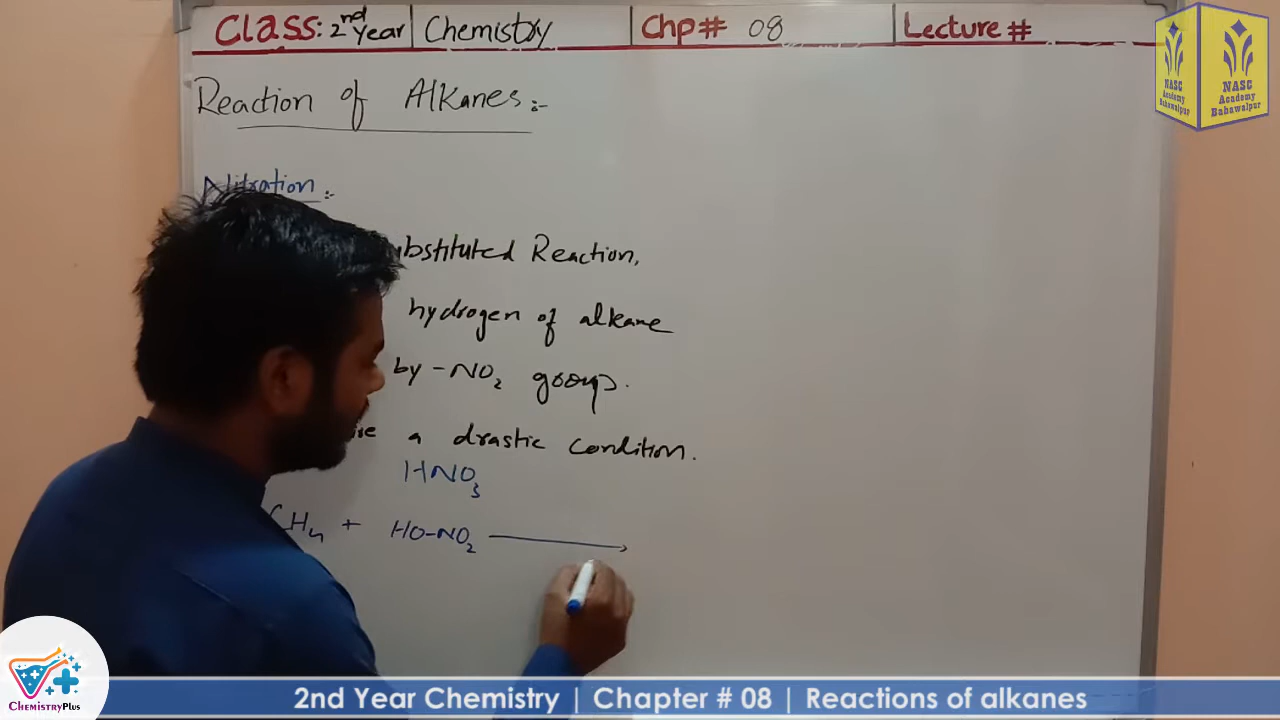 Class: 2nd Year | Chemistry | Chp# 08 | Lecture #
NASC Academy Bahawalpur
NASC Academy Bahawalpur
Reaction of Alkanes:-
Nitration:-
Reaction,
hydrogen of alkane
by -NO2 group.
a drastic condition.
HNO3
CH4 + HO-NO2 →
ChemistryPlus
2nd Year Chemistry | Chapter # 08 | Reactions of alkanes